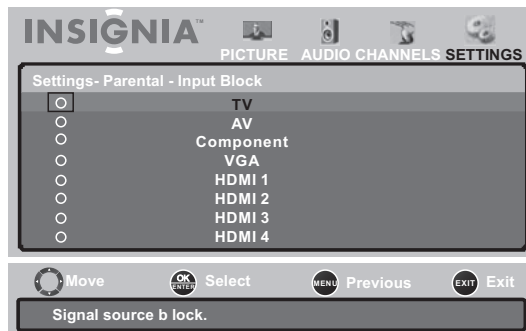 INSIGNIA™
PICTURE AUDIO CHANNELS SETTINGS
Settings- Parental - Input Block
TV
AV
Component
VGA
HDMI 1
HDMI 2
HDMI 3
HDMI 4
Move OK ENTER Select MENU Previous EXIT Exit
Signal source b lock.